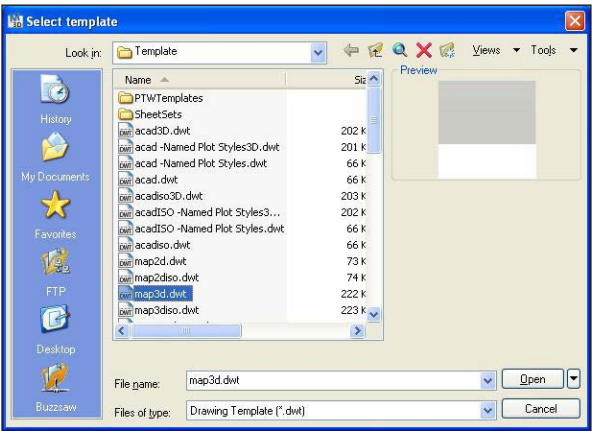 Select template
Look in: Template Views Tools
Name Siz Preview
PTWTemplates
SheetSets
acad3D.dwt 202 K
acad -Named Plot Styles3D.dwt 201 K
acad -Named Plot Styles.dwt 66 K
acad.dwt 66 K
acadiso3D.dwt 203 K
acadISO -Named Plot Styles3... 202 K
acadISO -Named Plot Styles.dwt 66 K
acadiso.dwt 66 K
map2d.dwt 73 K
map2diso.dwt 74 K
map3d.dwt 222 K
map3diso.dwt 223 K
History
My Documents
Favorites
FTP
Desktop
Buzzsaw
File name: map3d.dwt Open
Files of type: Drawing Template (*.dwt) Cancel